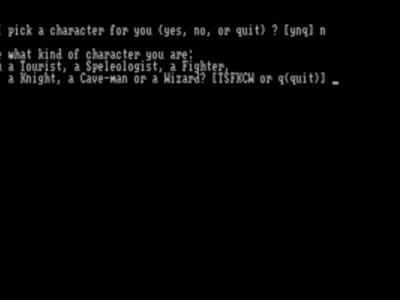 pick a character for you (yes, no, or quit) ? [ynq] n
what kind of character you are:
a Tourist, a Speleologist, a Fighter,
a Knight, a Cave-man or a Wizard? [TSFKCW or q(quit)] _